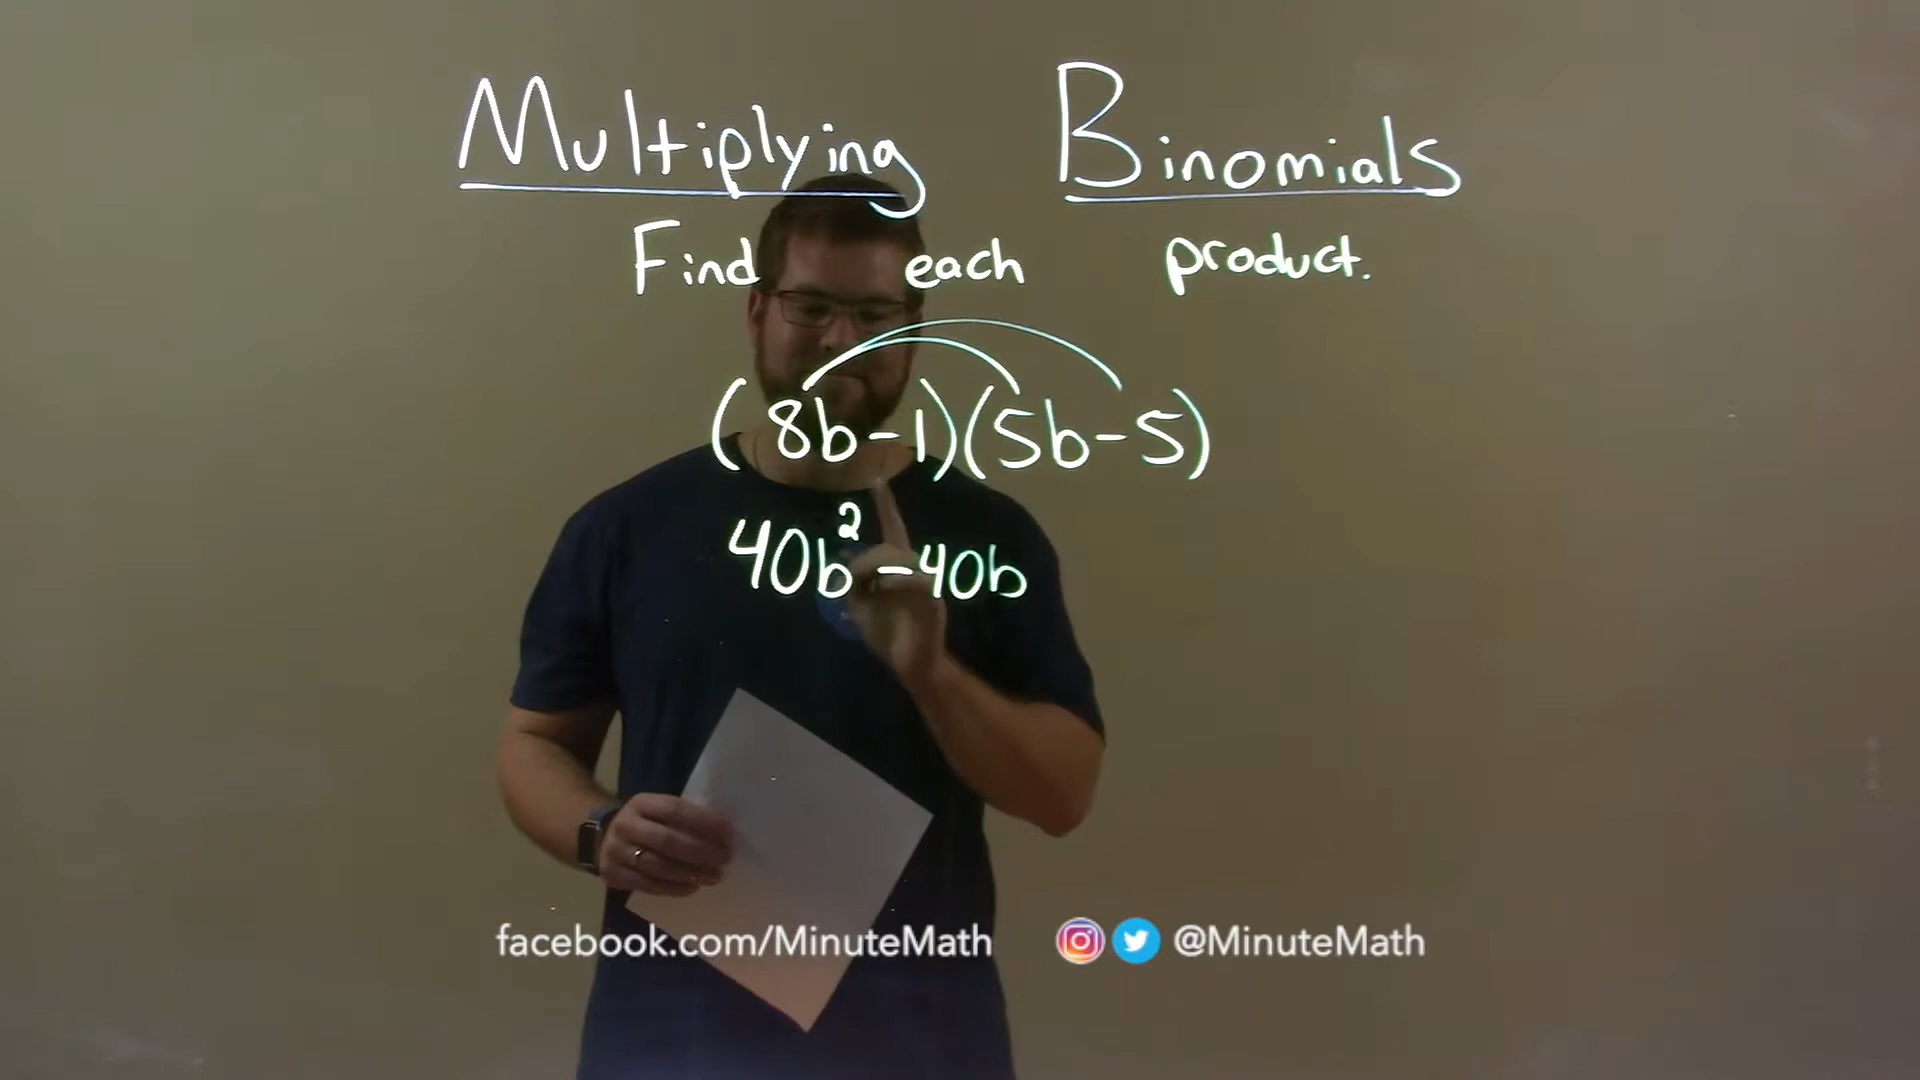 Multiplying Binomials
Find each product.
(8b-1)(5b-5)
40b² - 40b
facebook.com/MinuteMath @MinuteMath